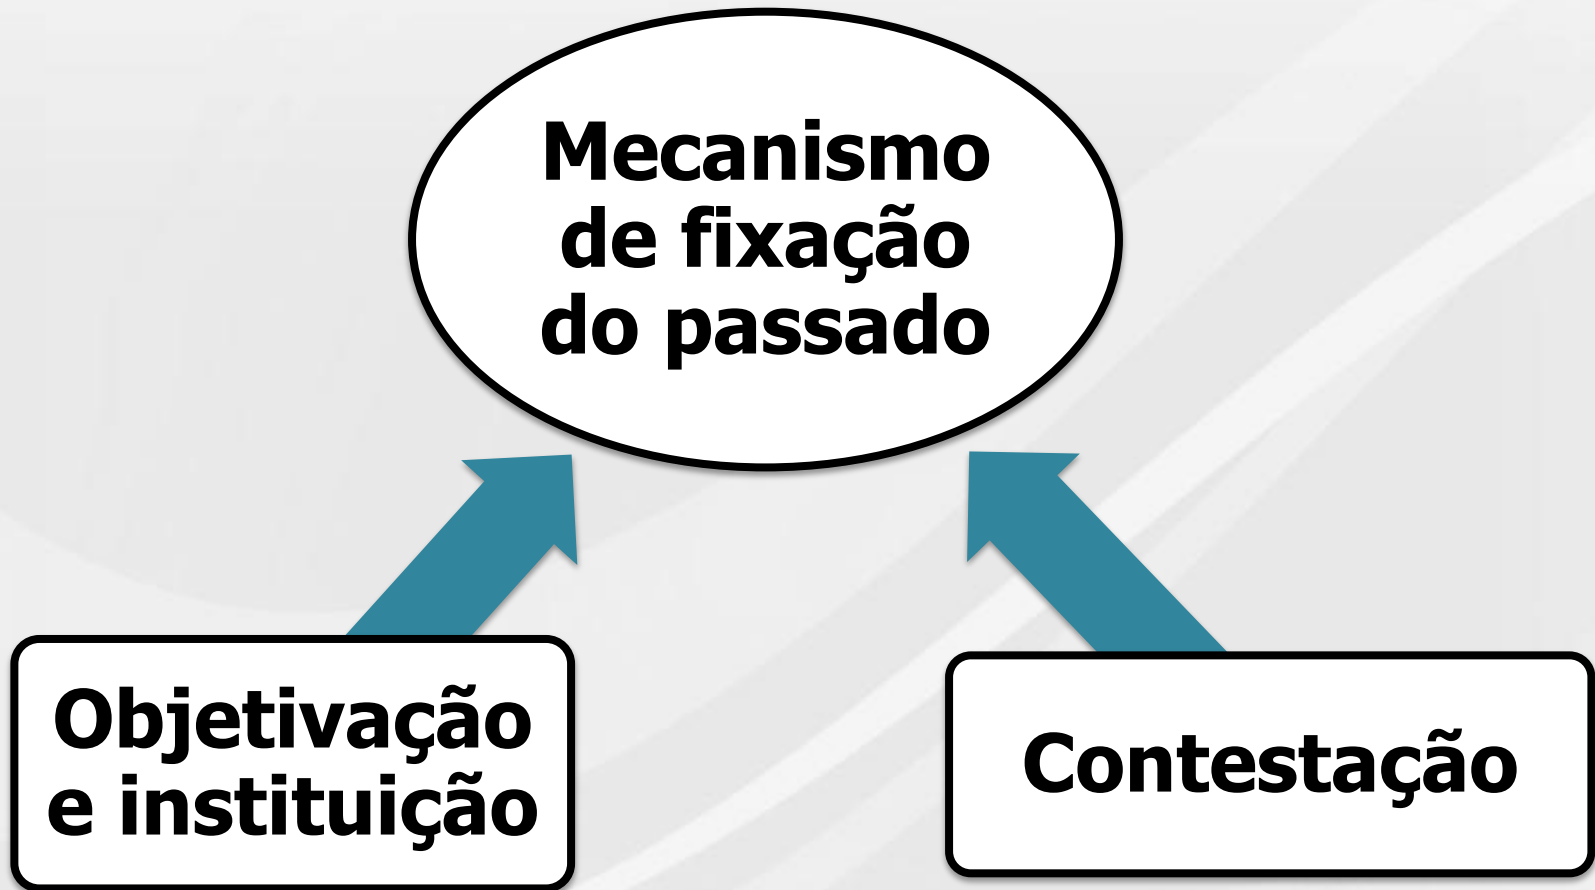 Mecanismo
de fixação
do passado
Objetivação
e instituição
Contestação